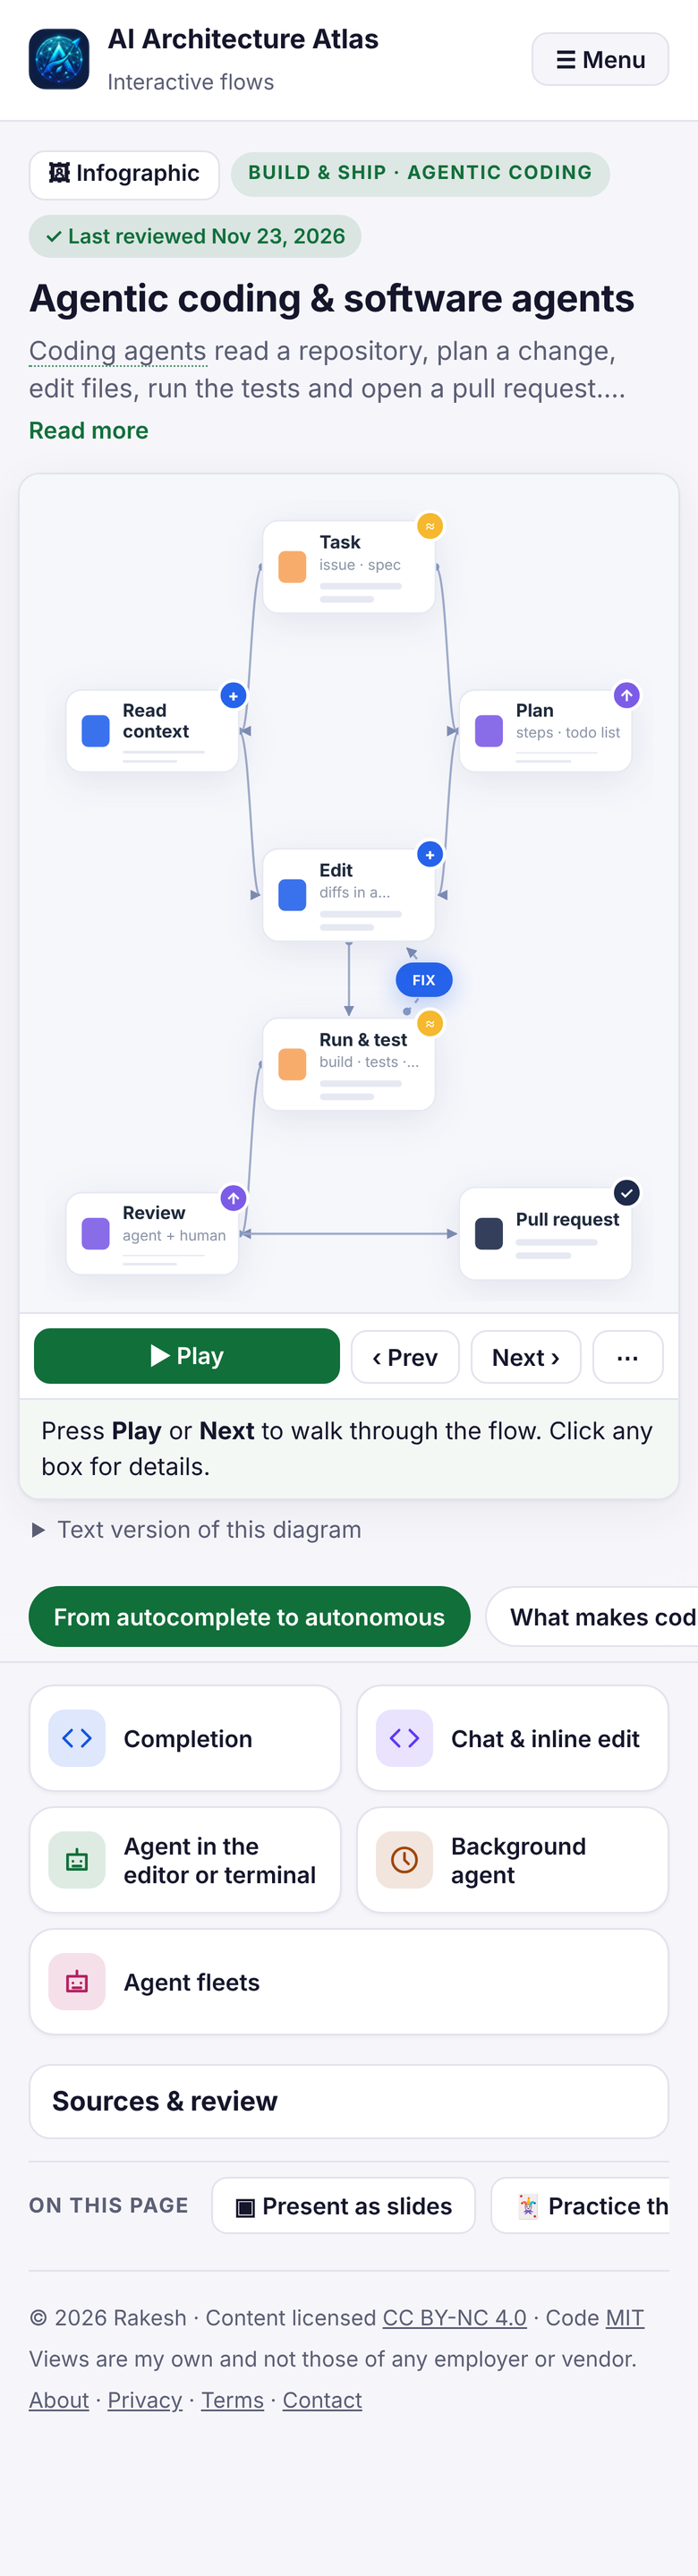 AI Architecture Atlas
Interactive flows
☰ Menu
🖼 Infographic
BUILD & SHIP · AGENTIC CODING
✓ Last reviewed Nov 23, 2026
Agentic coding & software agents
Coding agents read a repository, plan a change,
edit files, run the tests and open a pull request....
Read more
Task
issue · spec
Read
context
Plan
steps · todo list
Edit
diffs in a...
FIX
Run & test
build · tests ·...
Review
agent + human
Pull request
▶ Play
‹ Prev
Next ›
⋯
Press Play or Next to walk through the flow. Click any
box for details.
▶ Text version of this diagram
From autocomplete to autonomous
What makes cod
Completion
Chat & inline edit
Agent in the
editor or terminal
Background
agent
Agent fleets
Sources & review
ON THIS PAGE
▣ Present as slides
🃏 Practice th
© 2026 Rakesh · Content licensed CC BY-NC 4.0 · Code MIT
Views are my own and not those of any employer or vendor.
About · Privacy · Terms · Contact